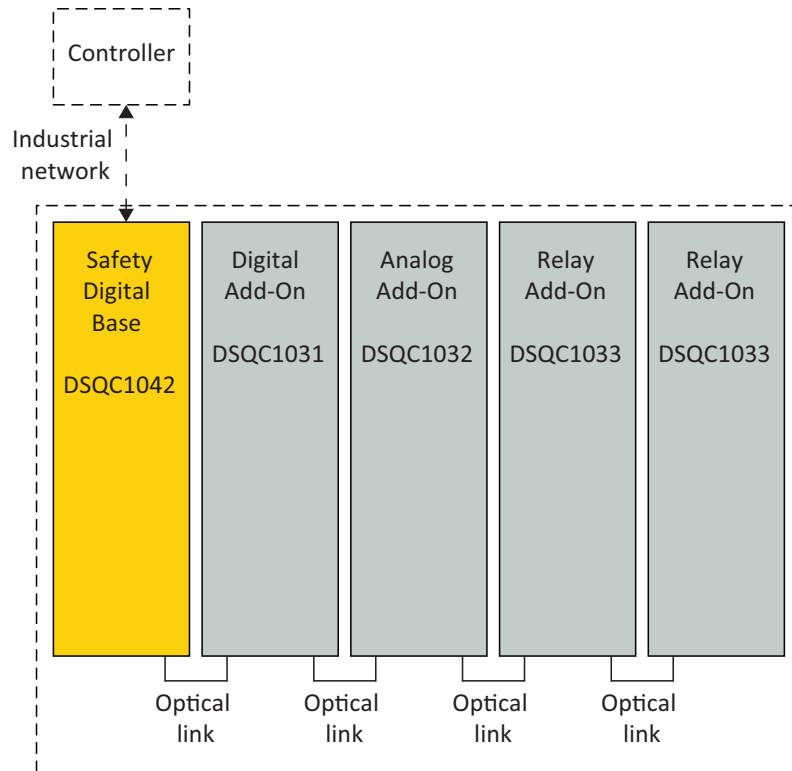 Controller
Industrial
network
Safety
Digital
Base
DSQC1042
Digital
Add-On
DSQC1031
Analog
Add-On
DSQC1032
Relay
Add-On
DSQC1033
Relay
Add-On
DSQC1033
Optical
link
Optical
link
Optical
link
Optical
link